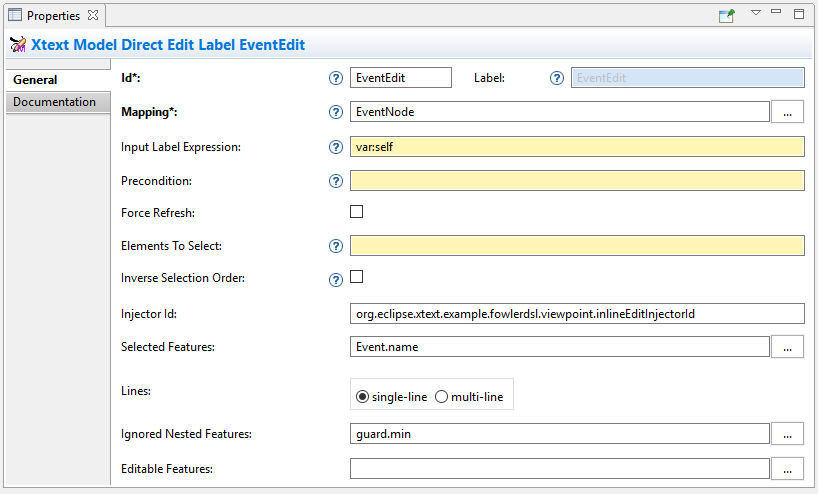 Properties
Xtext Model Direct Edit Label EventEdit
General
Documentation
Id*: ? EventEdit Label: ? EventEdit
Mapping*: ? EventNode ...
Input Label Expression: ? var:self
Precondition: ?
Force Refresh:
Elements To Select: ?
Inverse Selection Order: ?
Injector Id: org.eclipse.xtext.example.fowlerdsl.viewpoint.inlineEditInjectorId
Selected Features: Event.name ...
Lines: single-line multi-line
Ignored Nested Features: guard.min ...
Editable Features: ...